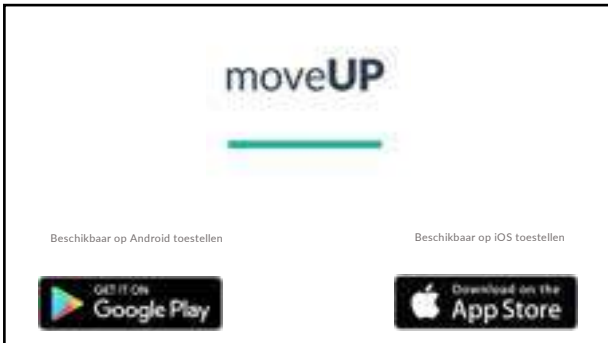 moveUP
Beschikbaar op Android toestellen
Beschikbaar op iOS toestellen
GET IT ON
Google Play
Download on the
App Store